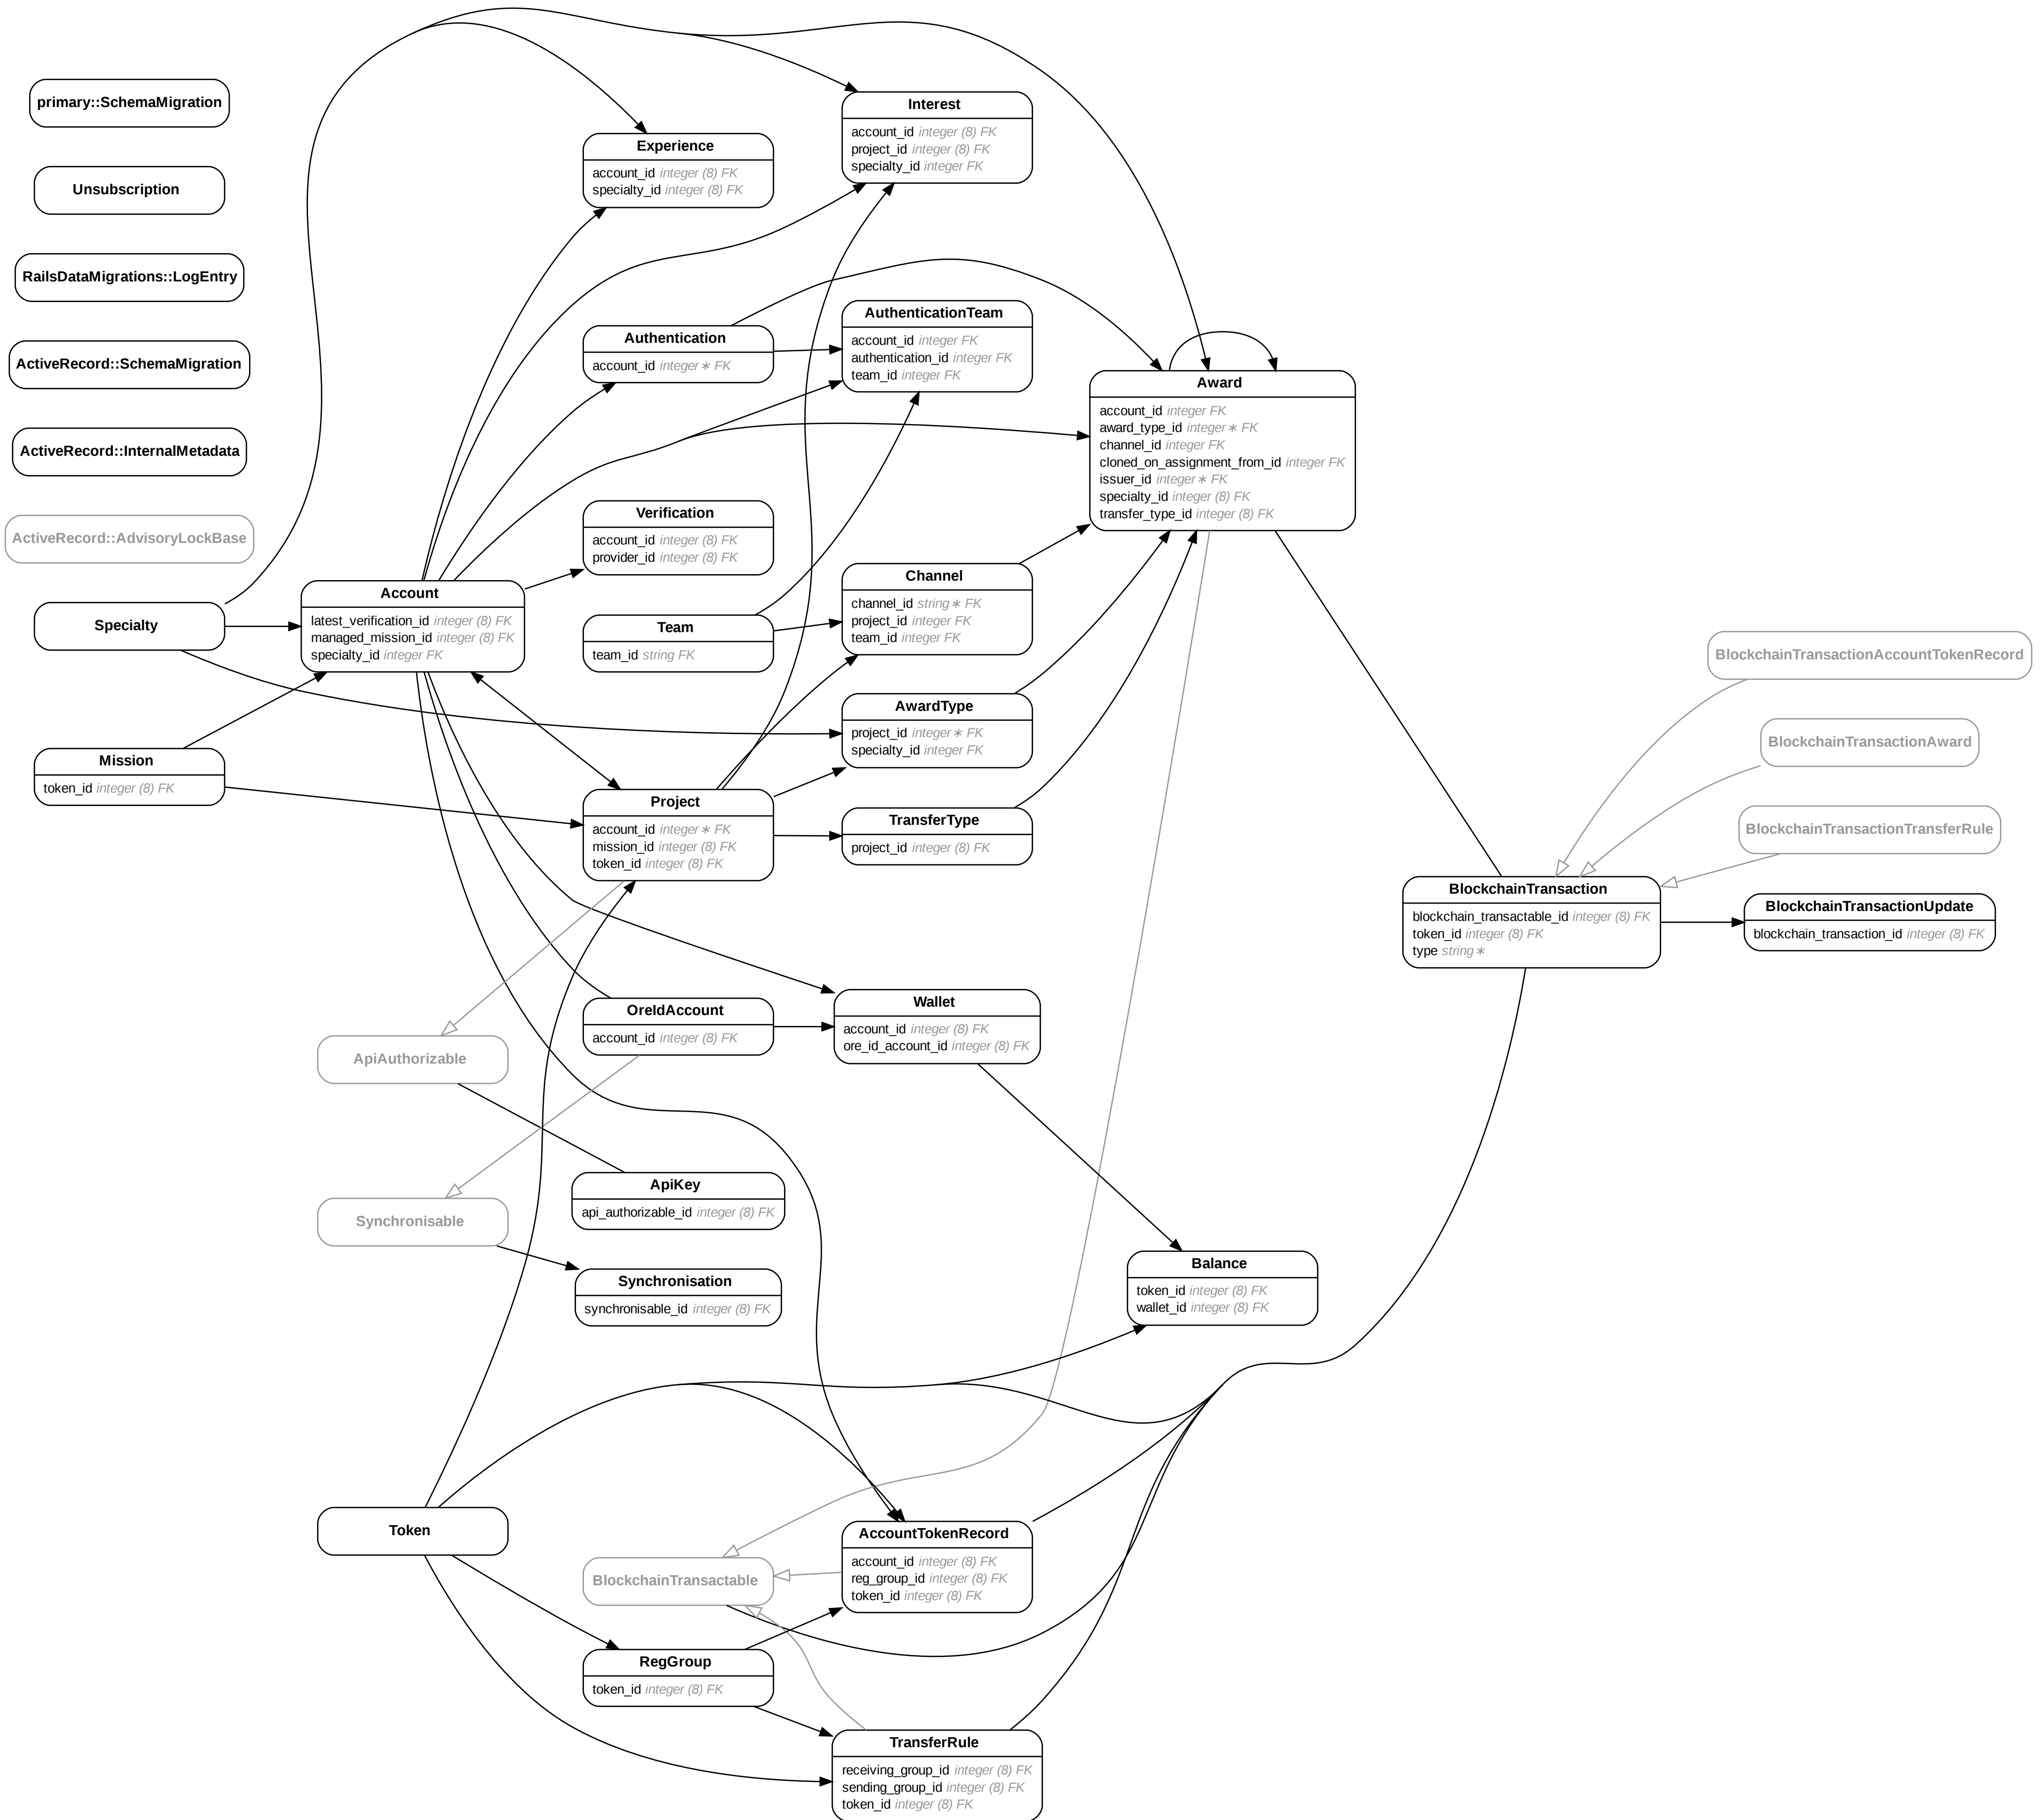 primary::SchemaMigration
Unsubscription
RailsDataMigrations::LogEntry
ActiveRecord::SchemaMigration
ActiveRecord::InternalMetadata
ActiveRecord::AdvisoryLockBase
Specialty
Mission
token_id integer (8) FK
Account
latest_verification_id integer (8) FK
managed_mission_id integer (8) FK
specialty_id integer FK
ApiAuthorizable
Synchronisable
Token
Experience
account_id integer (8) FK
specialty_id integer (8) FK
Authentication
account_id integer∗ FK
Verification
account_id integer (8) FK
provider_id integer (8) FK
Team
team_id string FK
Project
account_id integer∗ FK
mission_id integer (8) FK
token_id integer (8) FK
OreIdAccount
account_id integer (8) FK
ApiKey
api_authorizable_id integer (8) FK
Synchronisation
synchronisable_id integer (8) FK
BlockchainTransactable
RegGroup
token_id integer (8) FK
Interest
account_id integer (8) FK
project_id integer (8) FK
specialty_id integer FK
AuthenticationTeam
account_id integer FK
authentication_id integer FK
team_id integer FK
Channel
channel_id string∗ FK
project_id integer FK
team_id integer FK
AwardType
project_id integer∗ FK
specialty_id integer FK
TransferType
project_id integer (8) FK
Wallet
account_id integer (8) FK
ore_id_account_id integer (8) FK
AccountTokenRecord
account_id integer (8) FK
reg_group_id integer (8) FK
token_id integer (8) FK
TransferRule
receiving_group_id integer (8) FK
sending_group_id integer (8) FK
token_id integer (8) FK
Award
account_id integer FK
award_type_id integer∗ FK
channel_id integer FK
cloned_on_assignment_from_id integer FK
issuer_id integer∗ FK
specialty_id integer (8) FK
transfer_type_id integer (8) FK
Balance
token_id integer (8) FK
wallet_id integer (8) FK
BlockchainTransaction
blockchain_transactable_id integer (8) FK
token_id integer (8) FK
type string∗
BlockchainTransactionAccountTokenRecord
BlockchainTransactionAward
BlockchainTransactionTransferRule
BlockchainTransactionUpdate
blockchain_transaction_id integer (8) FK